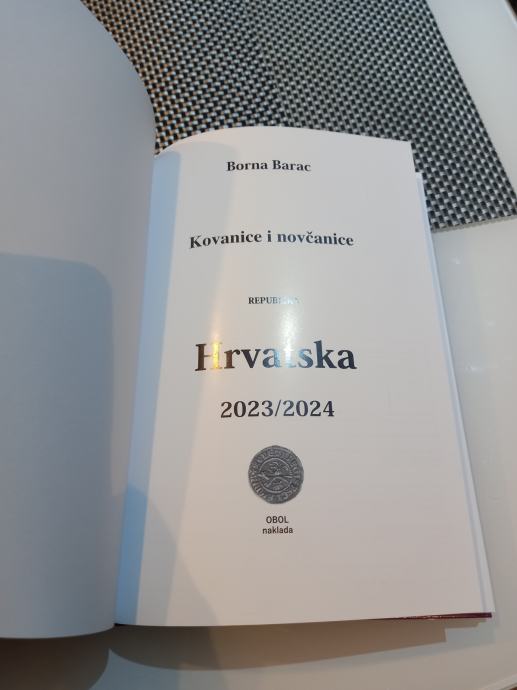 Borna Barac
Kovanice i novčanice
REPUBLIKA
Hrvatska
2023/2024
OBOL
naklada